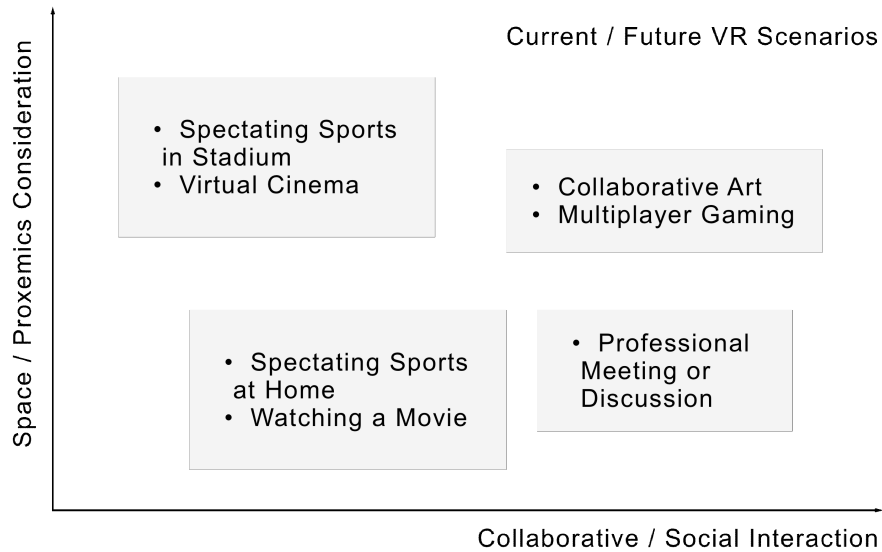 Current / Future VR Scenarios
Space / Proxemics Consideration
• Spectating Sports
in Stadium
• Virtual Cinema
• Collaborative Art
• Multiplayer Gaming
• Spectating Sports
at Home
• Watching a Movie
• Professional
Meeting or
Discussion
Collaborative / Social Interaction